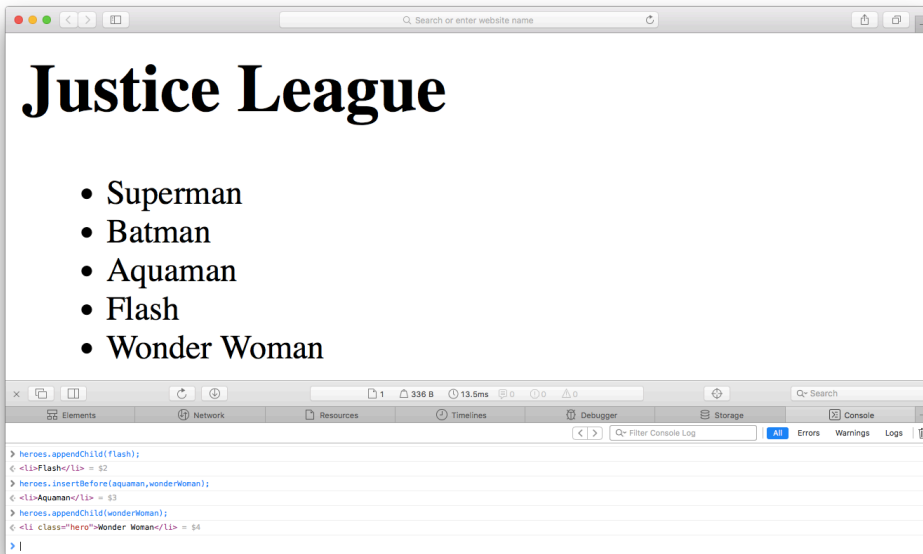 Search or enter website name
Justice League
• Superman
• Batman
• Aquaman
• Flash
• Wonder Woman
1 336 B 13.5ms 0 0 0 Search
Elements Network Resources Timelines Debugger Storage Console
Filter Console Log All Errors Warnings Logs
> heroes.appendChild(flash);
< <li>Flash</li> = $2
> heroes.insertBefore(aquaman,wonderWoman);
< <li>Aquaman</li> = $3
> heroes.appendChild(wonderWoman);
< <li class="hero">Wonder Woman</li> = $4
>